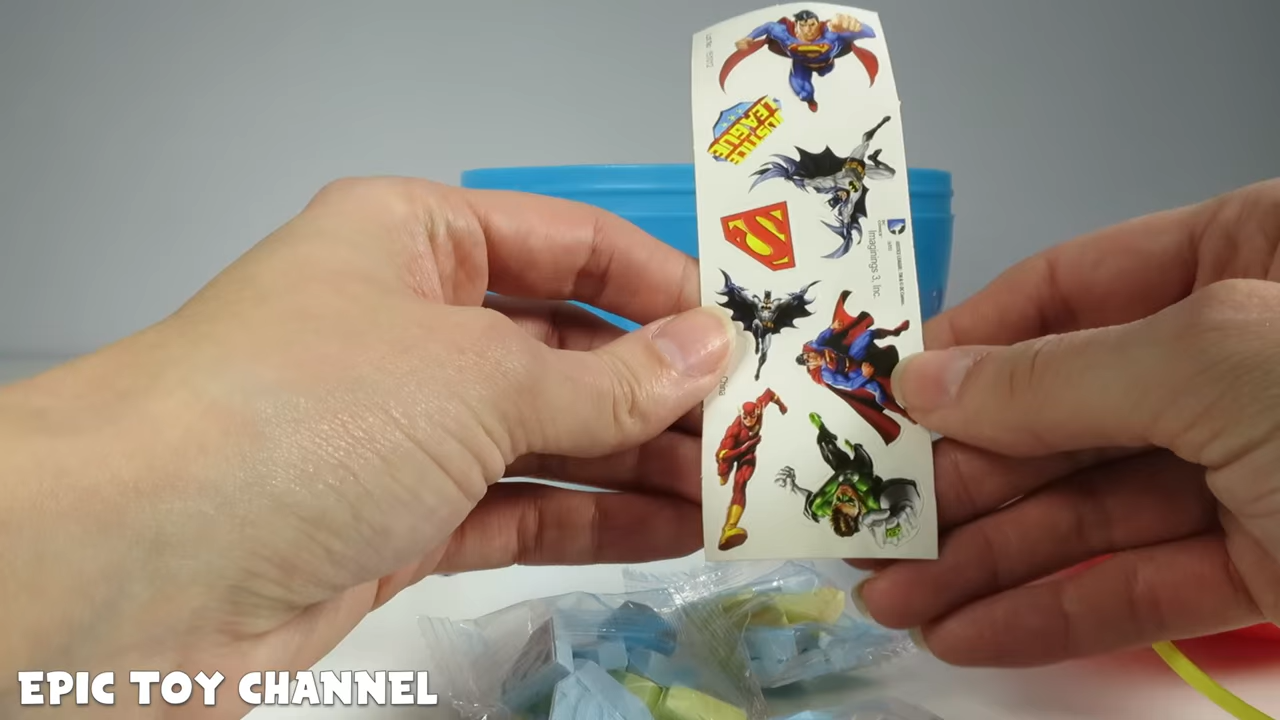 JUSTICE
LEAGUE
S
Imaginings 3, Inc.
China
EPIC TOY CHANNEL